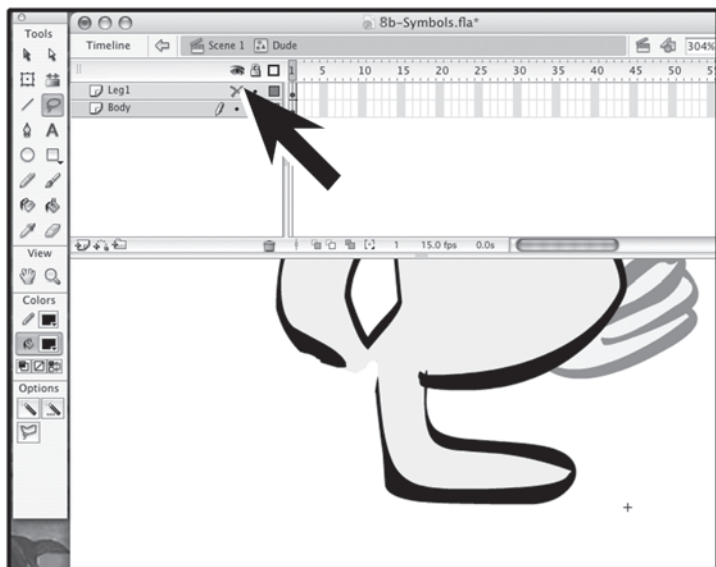 Tools
8b-Symbols.fla*
Timeline
Scene 1
Dude
304%
1 5 10 15 20 25 30 35 40 45 50
Leg1
Body
A
1 15.0 fps 0.0s
View
Colors
Options